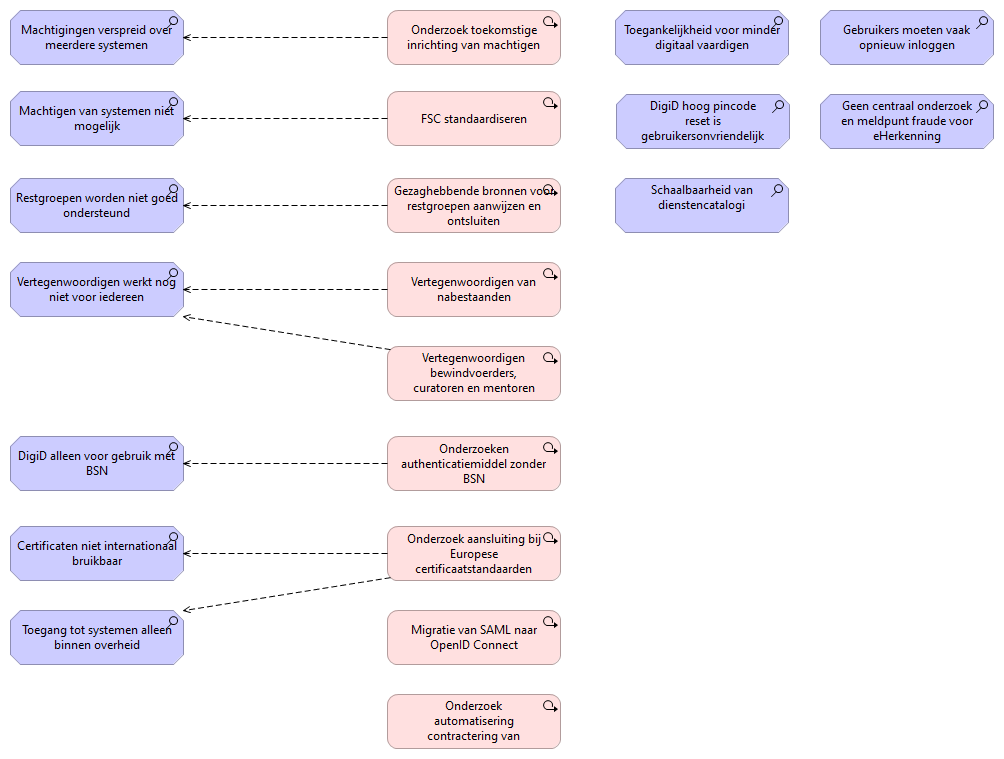 Machtigingen verspreid over
meerdere systemen
Onderzoek toekomstige
inrichting van machtigen
Toegankelijkheid voor minder
digitaal vaardigen
Gebruikers moeten vaak
opnieuw inloggen
Machtigen van systemen niet
mogelijk
FSC standaardiseren
DigiD hoog pincode
reset is
gebruikersonvriendelijk
Geen centraal onderzoek
en meldpunt fraude voor
eHerkenning
Restgroepen worden niet goed
ondersteund
Gezaghebbende bronnen voor
restgroepen aanwijzen en
ontsluiten
Schaalbaarheid van
dienstencatalogi
Vertegenwoordigen werkt nog
niet voor iedereen
Vertegenwoordigen van
nabestaanden
Vertegenwoordigen
bewindvoerders,
curatoren en mentoren
DigiD alleen voor gebruik met
BSN
Onderzoeken
authenticatiemiddel zonder
BSN
Certificaten niet internationaal
bruikbaar
Onderzoek aansluiting bij
Europese
certificaatstandaarden
Toegang tot systemen alleen
binnen overheid
Migratie van SAML naar
OpenID Connect
Onderzoek
automatisering
contractering van